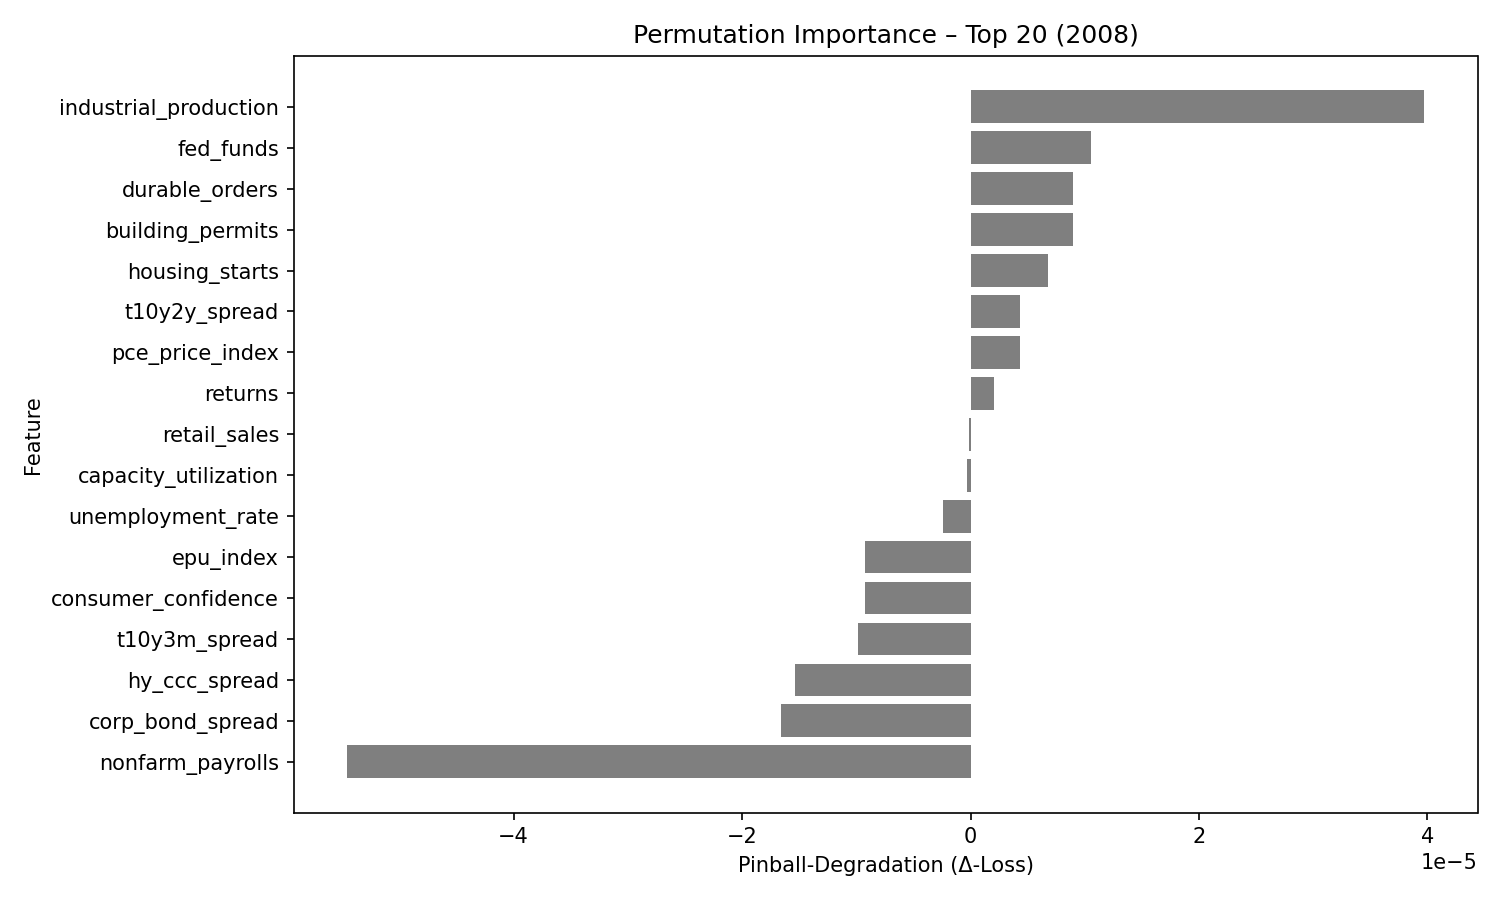 Permutation Importance – Top 20 (2008)
industrial_production
fed_funds
durable_orders
building_permits
housing_starts
t10y2y_spread
pce_price_index
returns
retail_sales
capacity_utilization
unemployment_rate
epu_index
consumer_confidence
t10y3m_spread
hy_ccc_spread
corp_bond_spread
nonfarm_payrolls
Feature
−4 −2 0 2 4
1e−5
Pinball-Degradation (Δ-Loss)